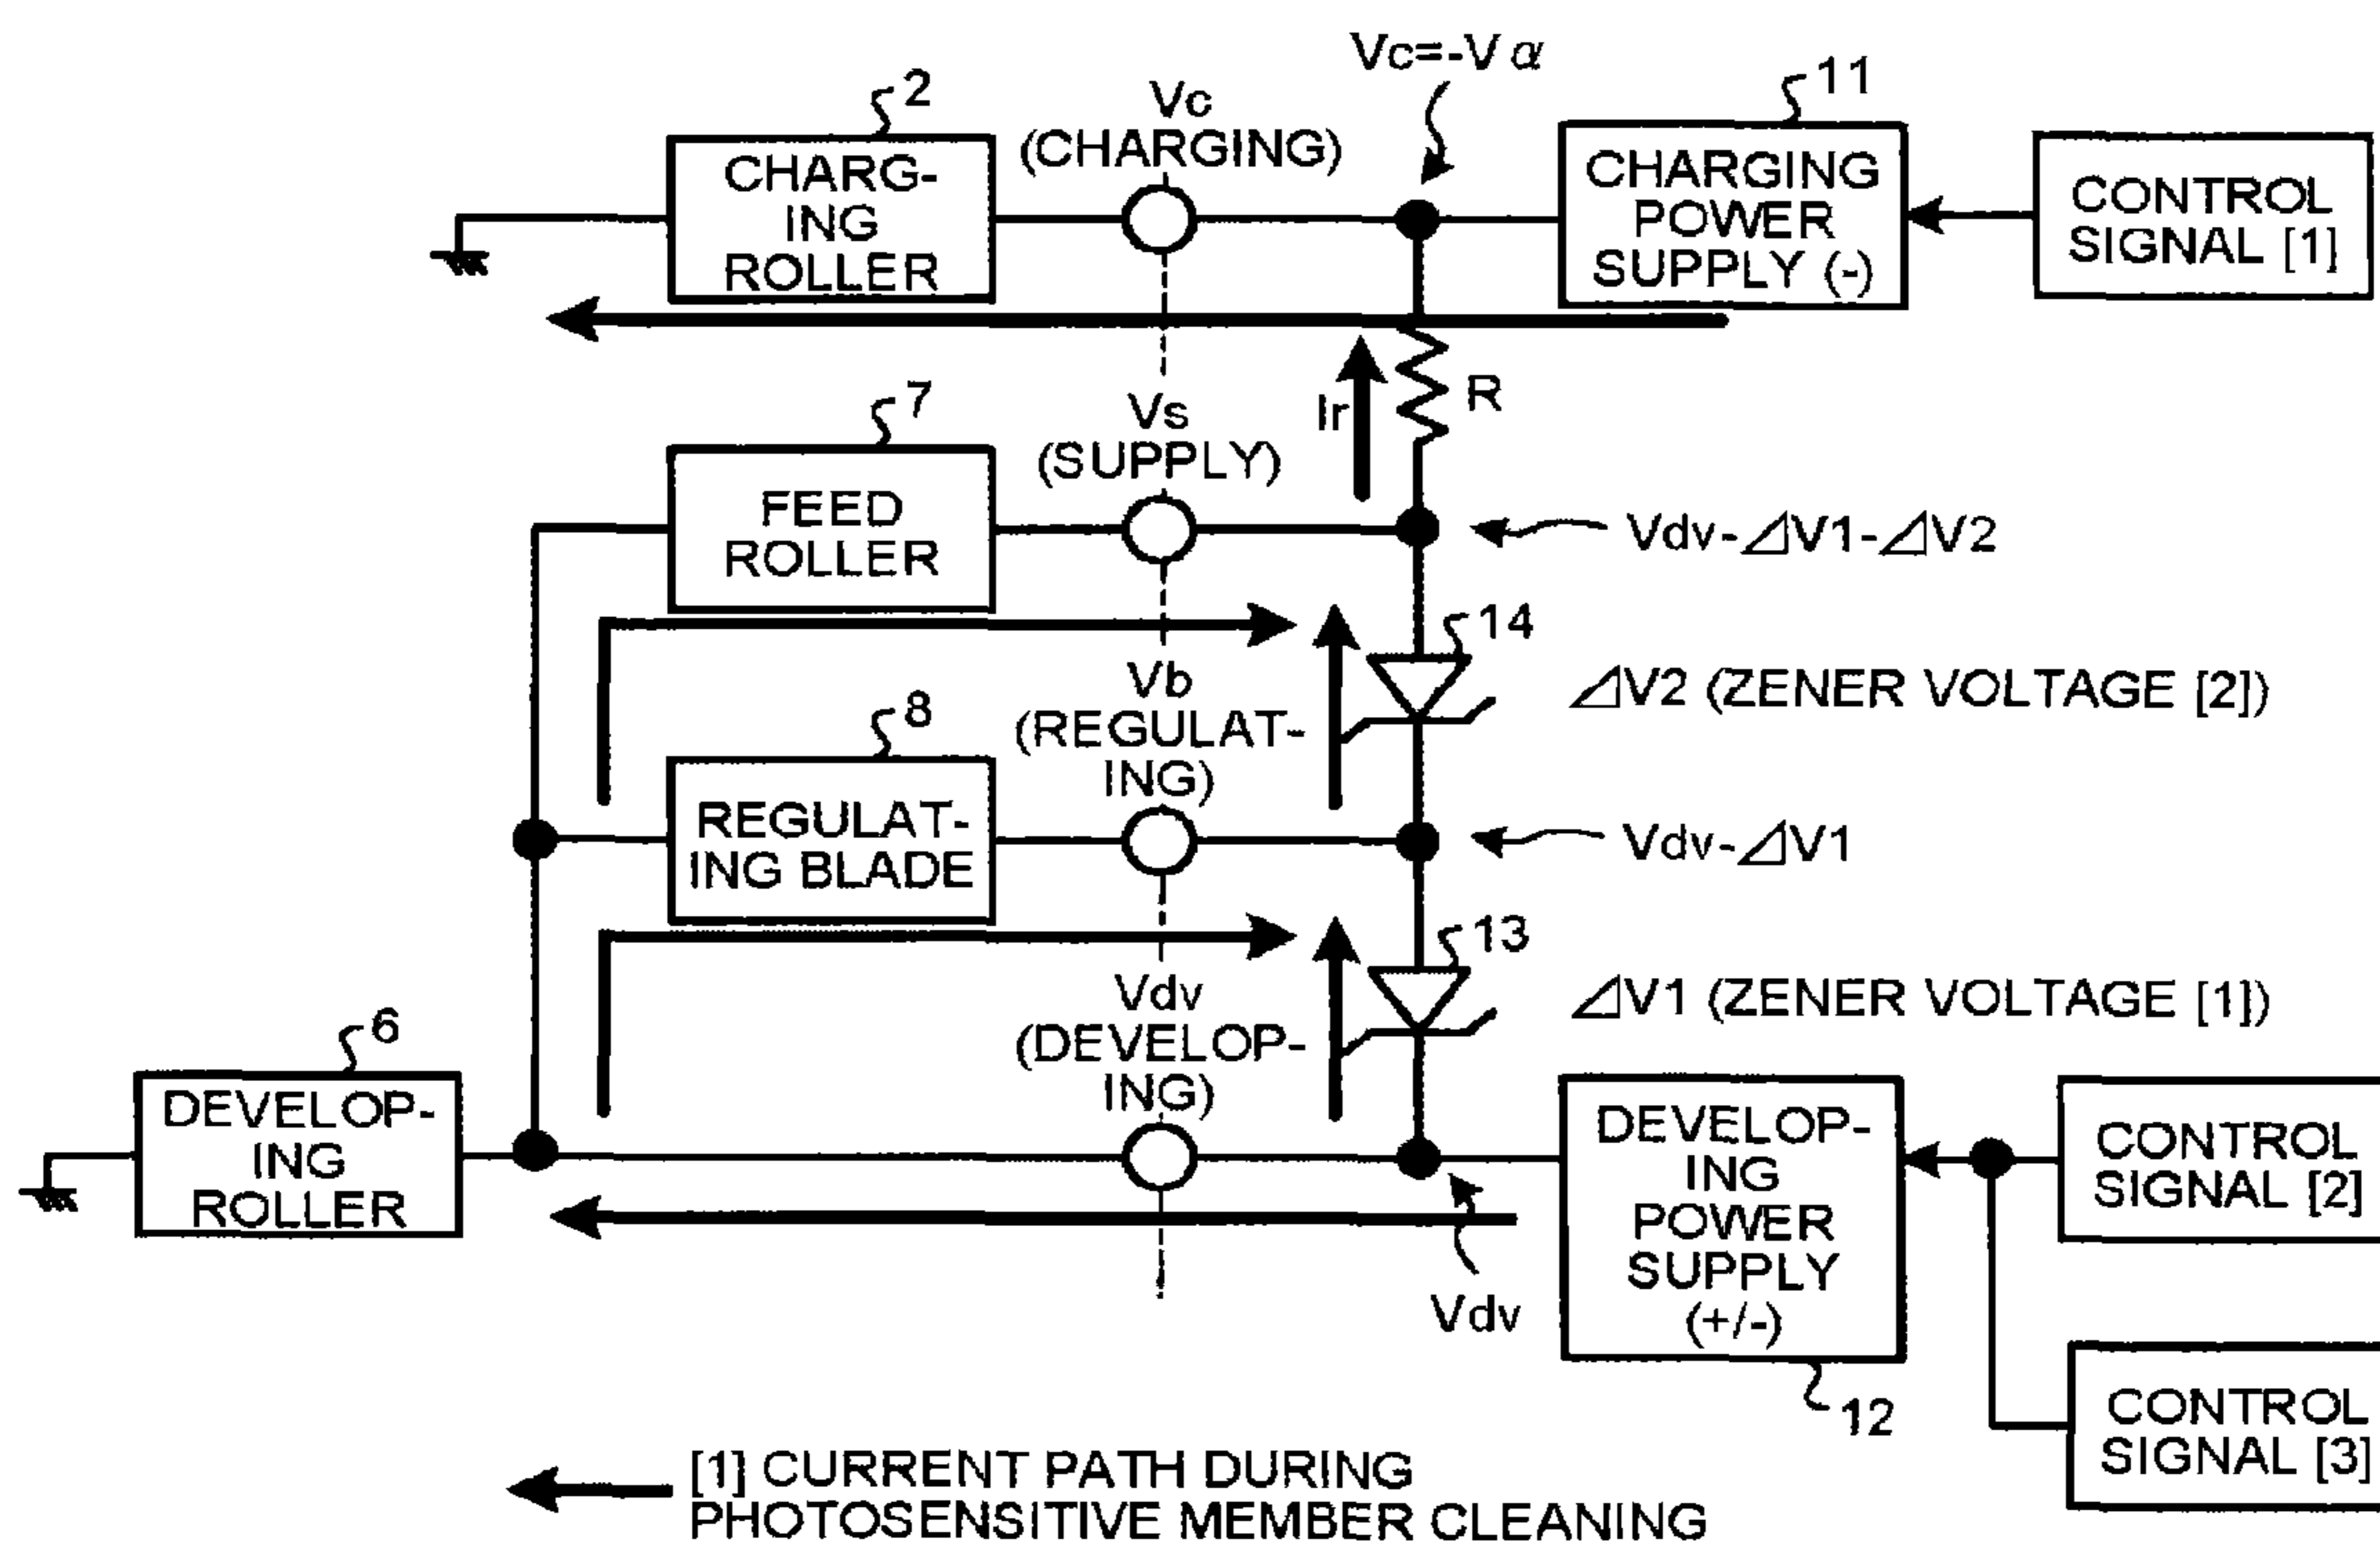 Vc=-Vα
2
Vc
(CHARGING)
11
CHARG-
ING
ROLLER
CHARGING
POWER
SUPPLY (-)
CONTROL
SIGNAL [1]
7
Vs
(SUPPLY)
Ir
R
FEED
ROLLER
Vdv-⊿V1-⊿V2
14
⊿V2 (ZENER VOLTAGE [2])
8
Vb
(REGULAT-
ING)
REGULAT-
ING BLADE
Vdv-⊿V1
13
⊿V1 (ZENER VOLTAGE [1])
6
Vdv
(DEVELOP-
ING)
DEVELOP-
ING
ROLLER
DEVELOP-
ING
POWER
SUPPLY
(+/-)
CONTROL
SIGNAL [2]
Vdv
12
CONTROL
SIGNAL [3]
[1] CURRENT PATH DURING
PHOTOSENSITIVE MEMBER CLEANING